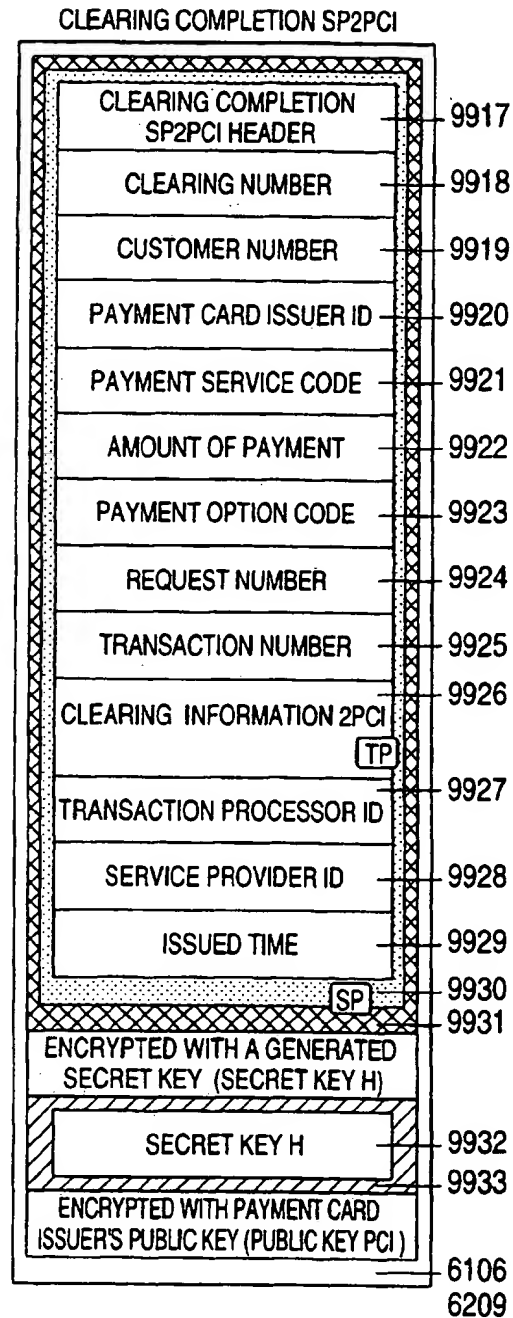 CLEARING COMPLETION SP2PCI
CLEARING COMPLETION
SP2PCI HEADER
9917
CLEARING NUMBER
9918
CUSTOMER NUMBER
9919
PAYMENT CARD ISSUER ID
9920
PAYMENT SERVICE CODE
9921
AMOUNT OF PAYMENT
9922
PAYMENT OPTION CODE
9923
REQUEST NUMBER
9924
TRANSACTION NUMBER
9925
9926
CLEARING INFORMATION 2PCI
TP
9927
TRANSACTION PROCESSOR ID
SERVICE PROVIDER ID
9928
ISSUED TIME
9929
SP
9930
9931
ENCRYPTED WITH A GENERATED
SECRET KEY (SECRET KEY H)
SECRET KEY H
9932
9933
ENCRYPTED WITH PAYMENT CARD
ISSUER'S PUBLIC KEY (PUBLIC KEY PCI)
6106
6209